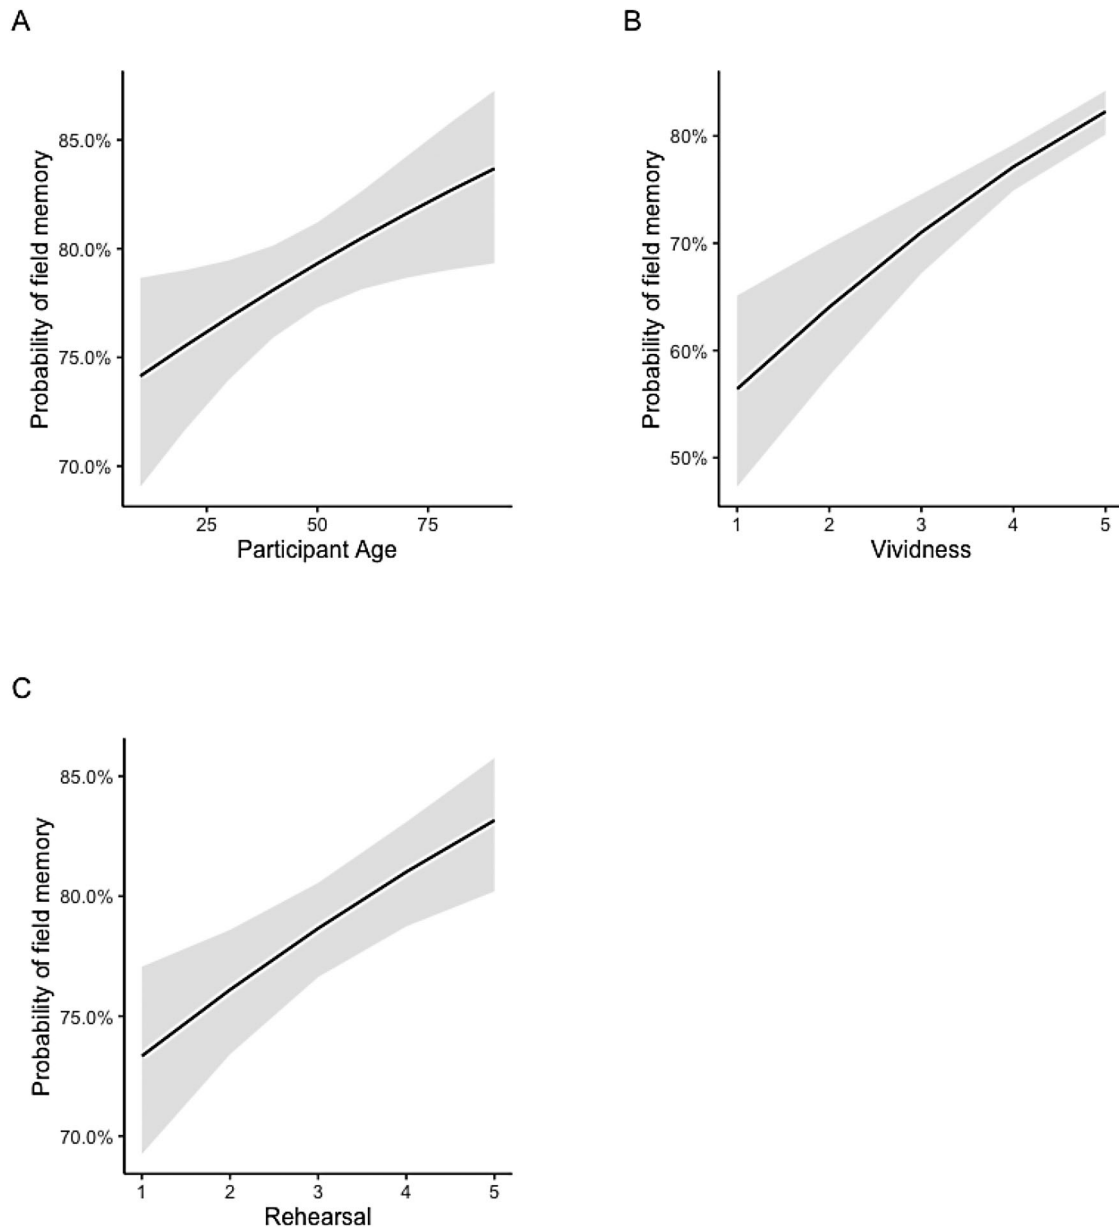 A
Probability of field memory
85.0%
80.0%
75.0%
70.0%
25 50 75
Participant Age
B
Probability of field memory
80%
70%
60%
50%
1 2 3 4 5
Vividness
C
Probability of field memory
85.0%
80.0%
75.0%
70.0%
1 2 3 4 5
Rehearsal